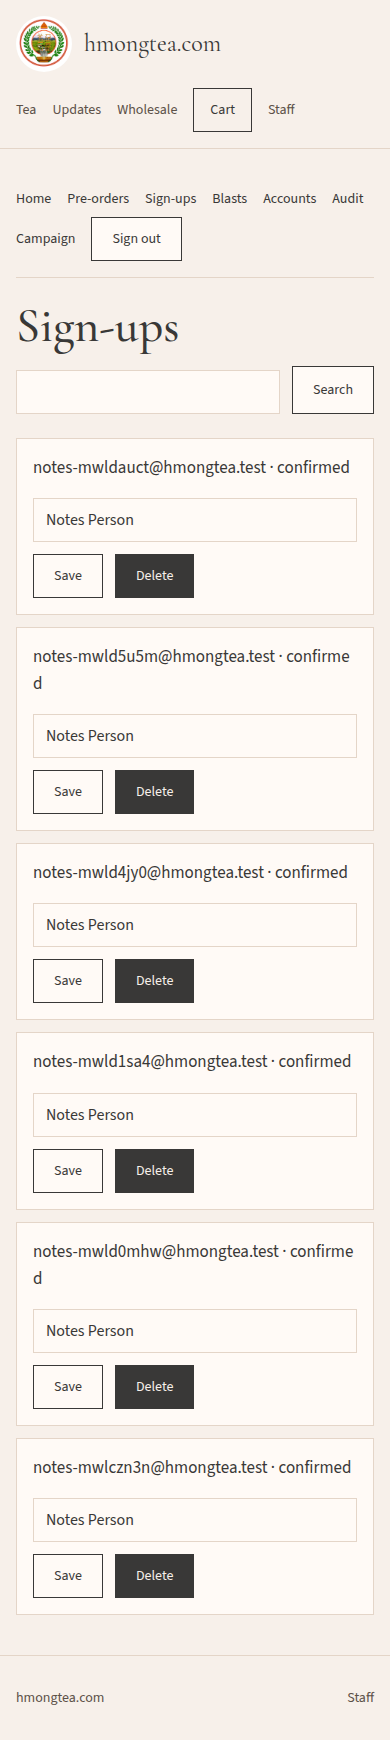 hmongtea.com
Tea Updates Wholesale Cart Staff
Home Pre-orders Sign-ups Blasts Accounts Audit
Campaign Sign out
Sign-ups
Search
notes-mwldauct@hmongtea.test · confirmed
Notes Person
Save Delete
notes-mwld5u5m@hmongtea.test · confirme
d
Notes Person
Save Delete
notes-mwld4jy0@hmongtea.test · confirmed
Notes Person
Save Delete
notes-mwld1sa4@hmongtea.test · confirmed
Notes Person
Save Delete
notes-mwld0mhw@hmongtea.test · confirme
d
Notes Person
Save Delete
notes-mwlczn3n@hmongtea.test · confirmed
Notes Person
Save Delete
hmongtea.com Staff